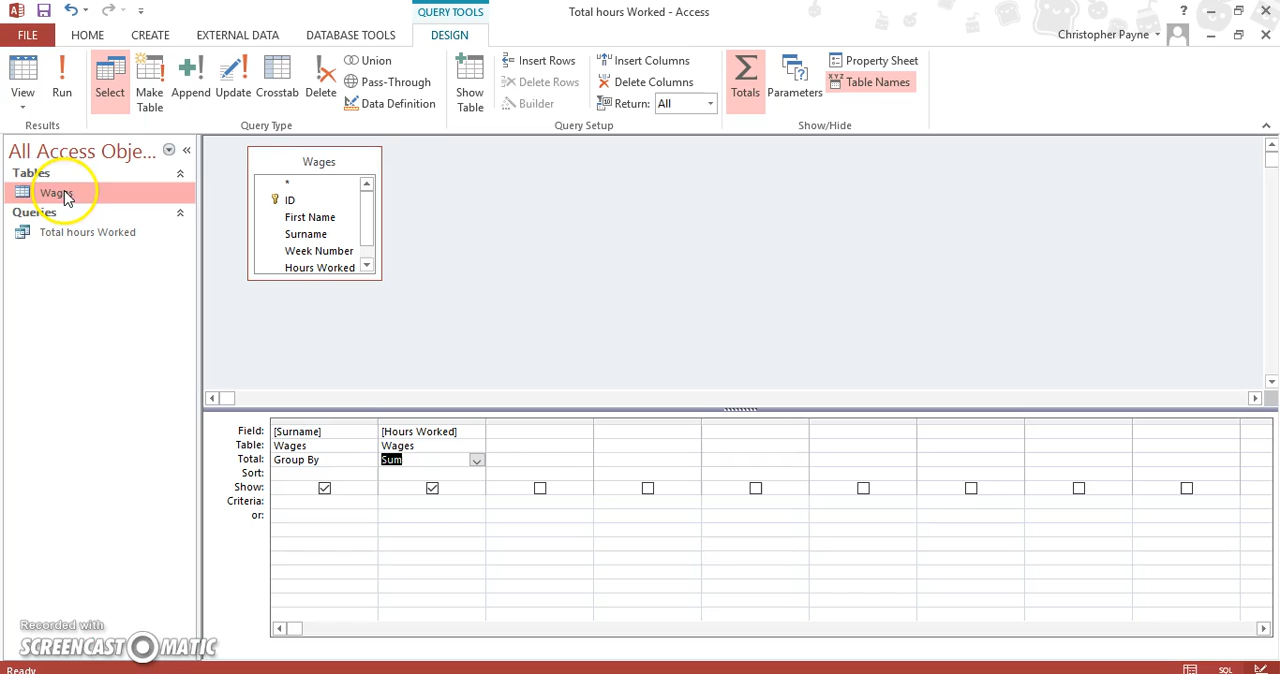 Total hours Worked - Access
QUERY TOOLS
?
FILE
HOME
CREATE
EXTERNAL DATA
DATABASE TOOLS
DESIGN
Christopher Payne
View
Run
Select
Make
Table
Append
Update
Crosstab
Delete
Union
Pass-Through
Data Definition
Show
Table
Insert Rows
Delete Rows
Builder
Insert Columns
Delete Columns
Return: All
Totals
Parameters
Property Sheet
XYZ
Table Names
Results
Query Type
Query Setup
Show/Hide
All Access Obje...
Tables
Wages
Queries
Total hours Worked
Wages
*
ID
First Name
Surname
Week Number
Hours Worked
Field: [Surname] [Hours Worked]
Table: Wages Wages
Total: Group By Sum
Sort:
Show:
Criteria:
or:
Recorded with
SCREENCAST MATIC
Ready
SQL